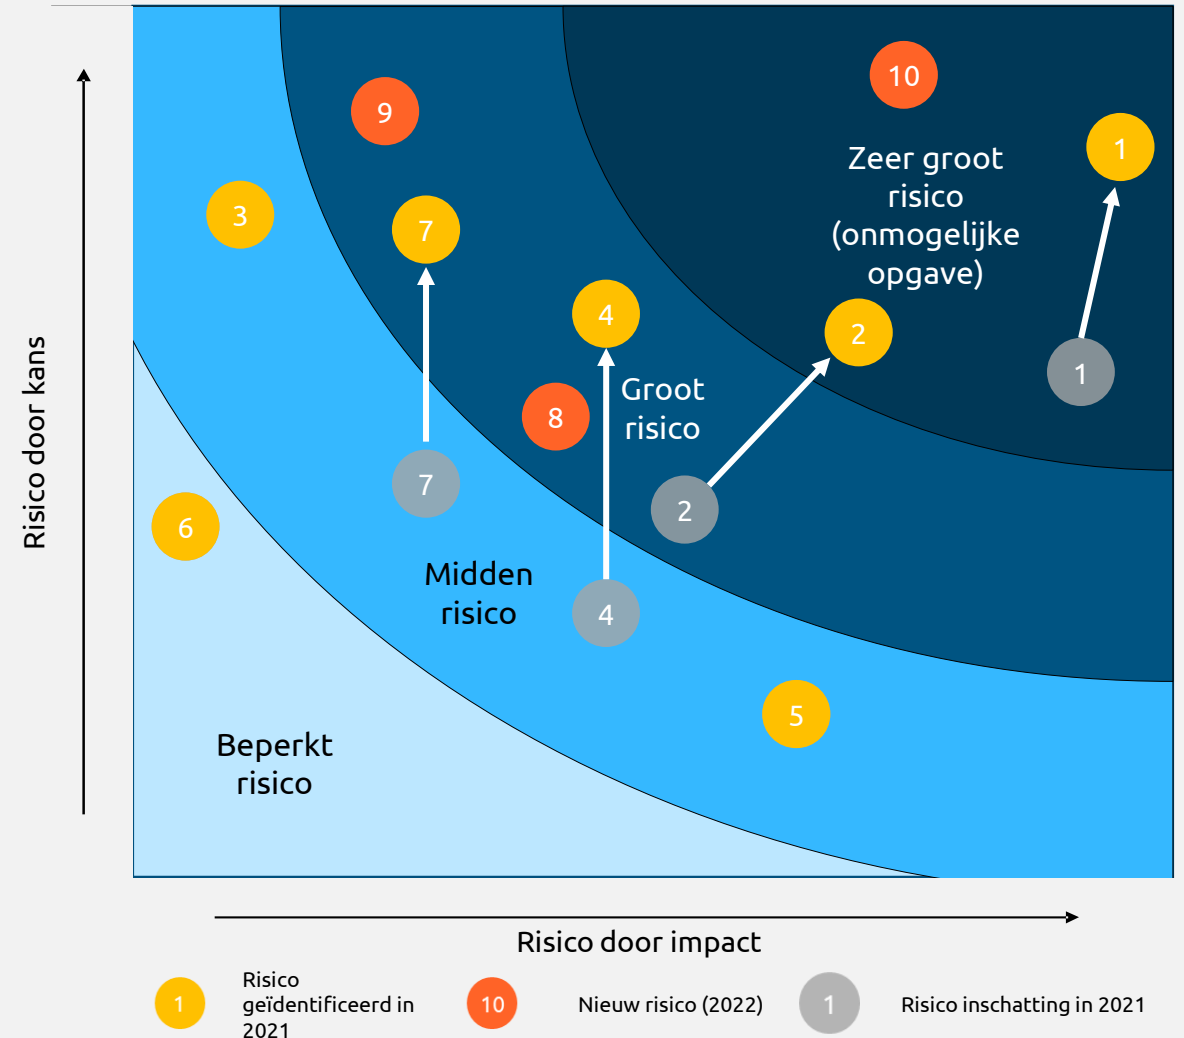 10
9
1
Zeer groot
risico
(onmogelijke
opgave)
3
7
4
2
1
Groot
risico
8
7
2
6
Midden
risico
4
5
Beperkt
risico
Risico door kans
Risico door impact
1
Risico
geïdentificeerd in
2021
10
Nieuw risico (2022)
1
Risico inschatting in 2021